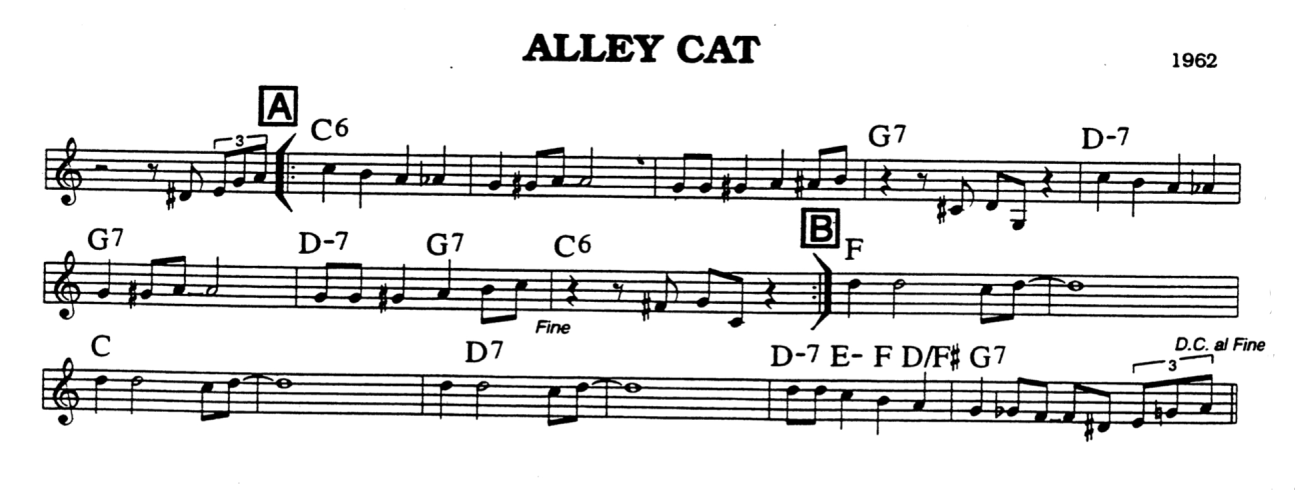 ALLEY CAT
1962
A
3
C6
G7
D-7
G7
D-7
G7
C6
B
F
Fine
C
D7
D-7
E-
F
D/F#
G7
D.C. al Fine
3